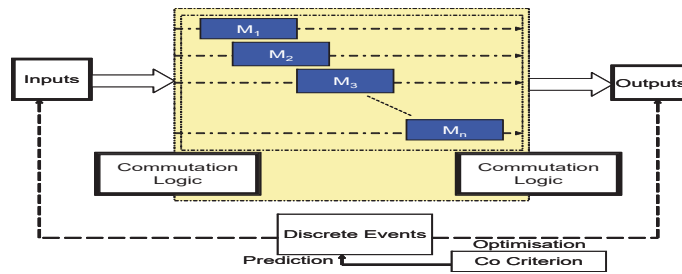 M1
M2
Inputs
M3
Outputs
Mn
Commutation
Logic
Commutation
Logic
Discrete Events
Optimisation
Prediction
Co Criterion